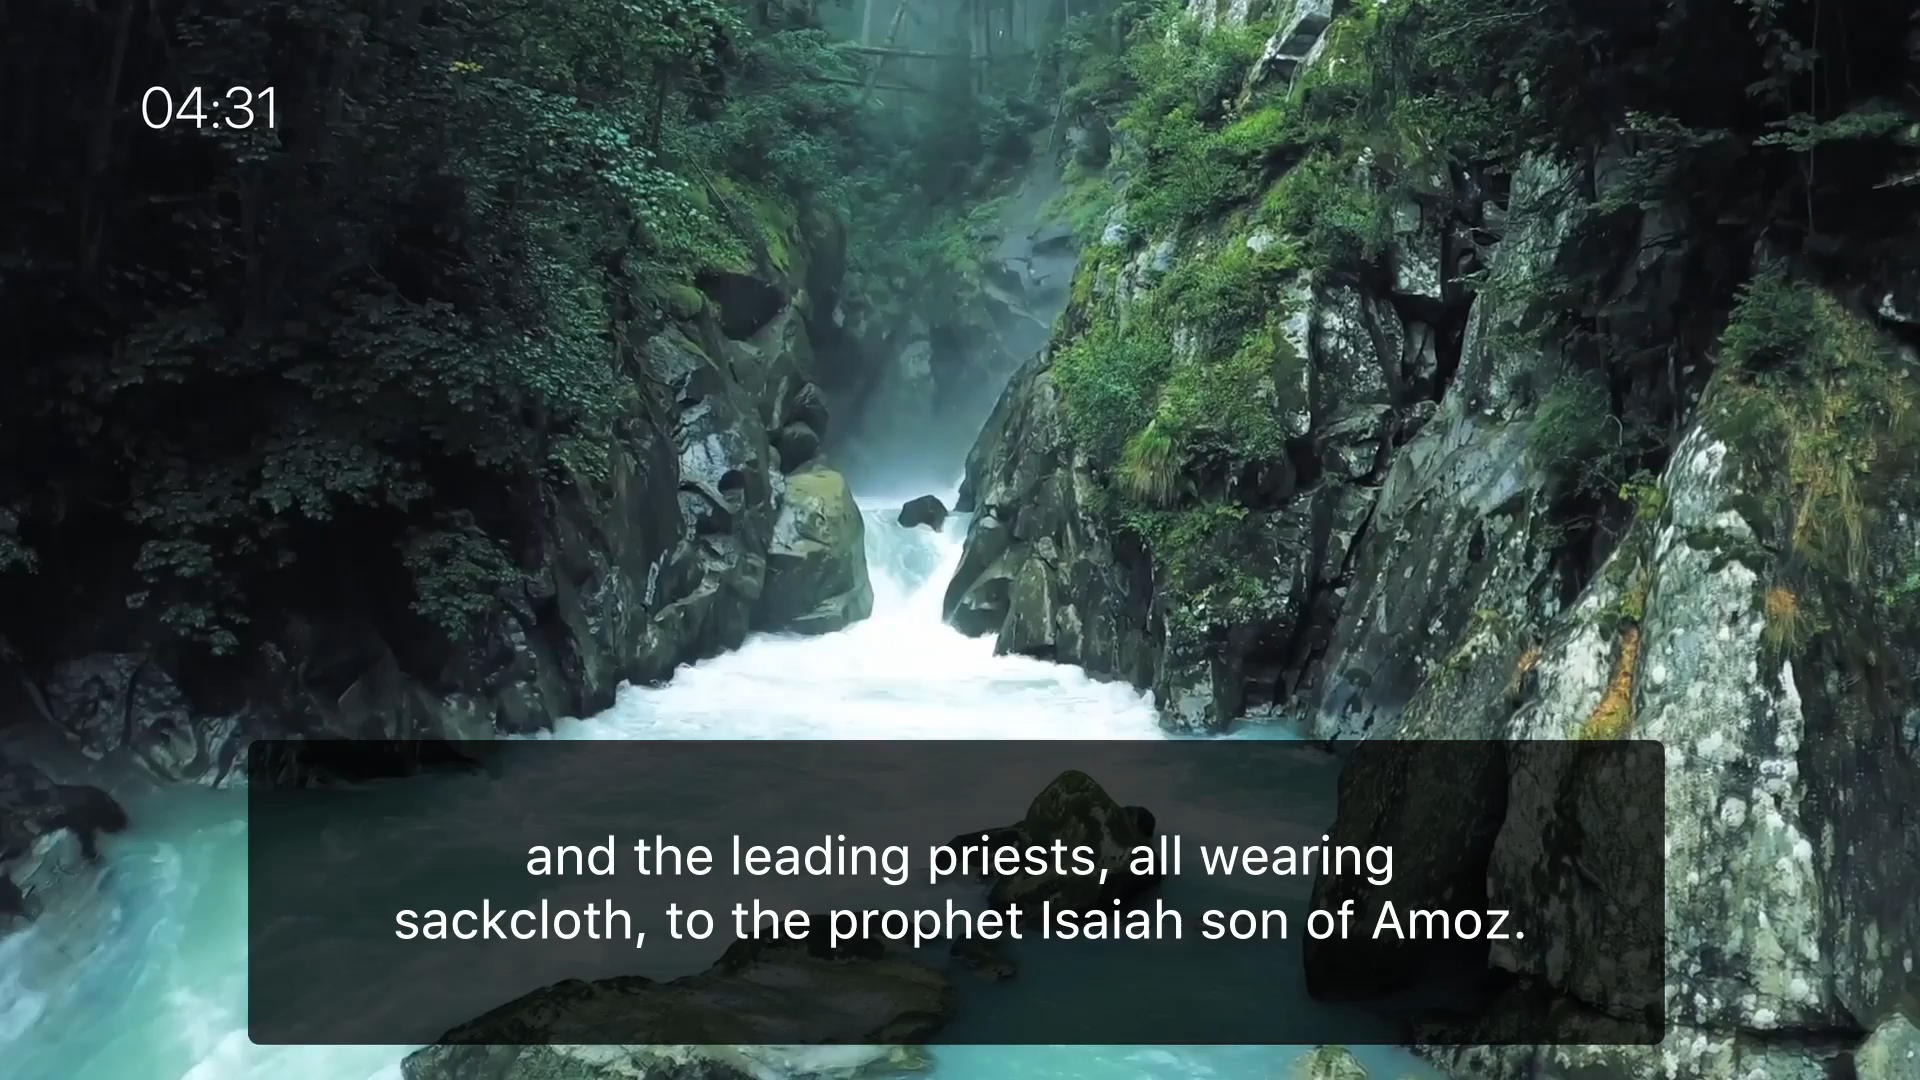 04:31
and the leading priests, all wearing
sackcloth, to the prophet Isaiah son of Amoz.